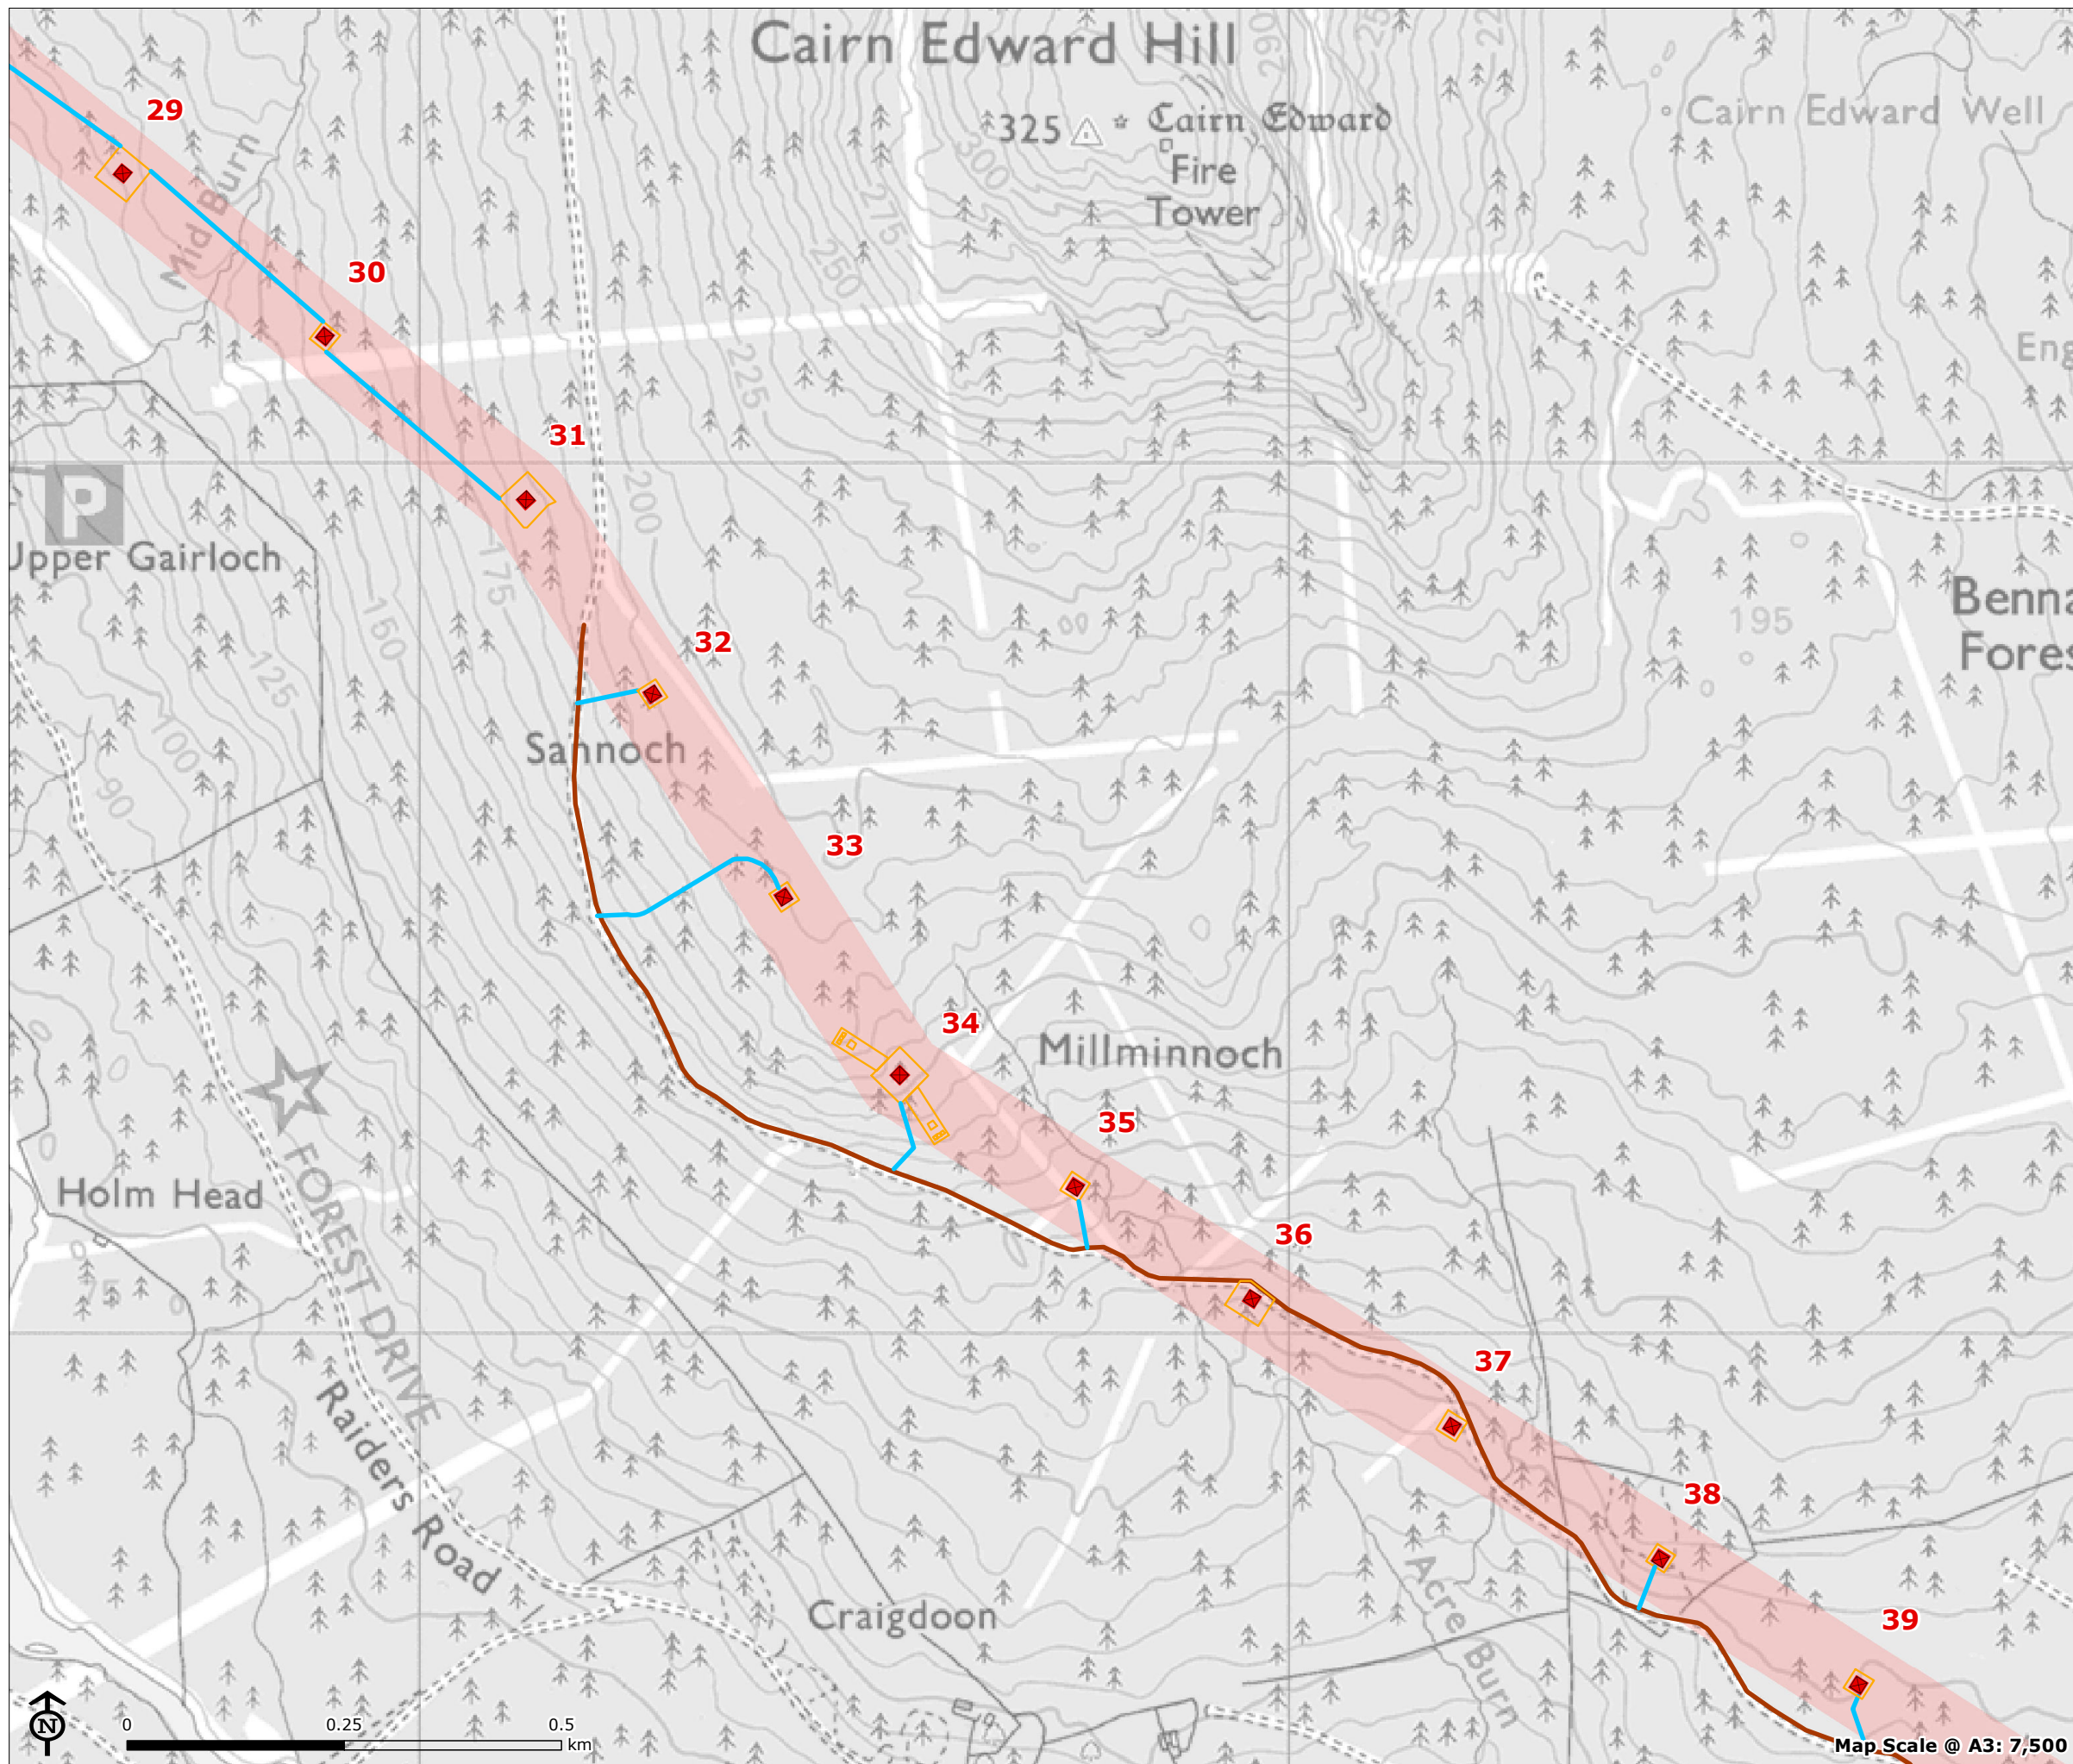 Cairn Edward Hill
29
325
Cairn Edward
Fire
Tower
Cairn Edward Well
Mid Burn
30
300
275
250
225
31
200
175
P
Upper Gairloch
150
125
100
90
32
195
Sannoch
33
34
Millminnoch
35
36
37
38
39
Holm Head
75
FOREST DRIVE
Raiders Road
Craigdoon
Acre Burn
N
0 0.25 0.5 km
Map Scale @ A3: 7,500